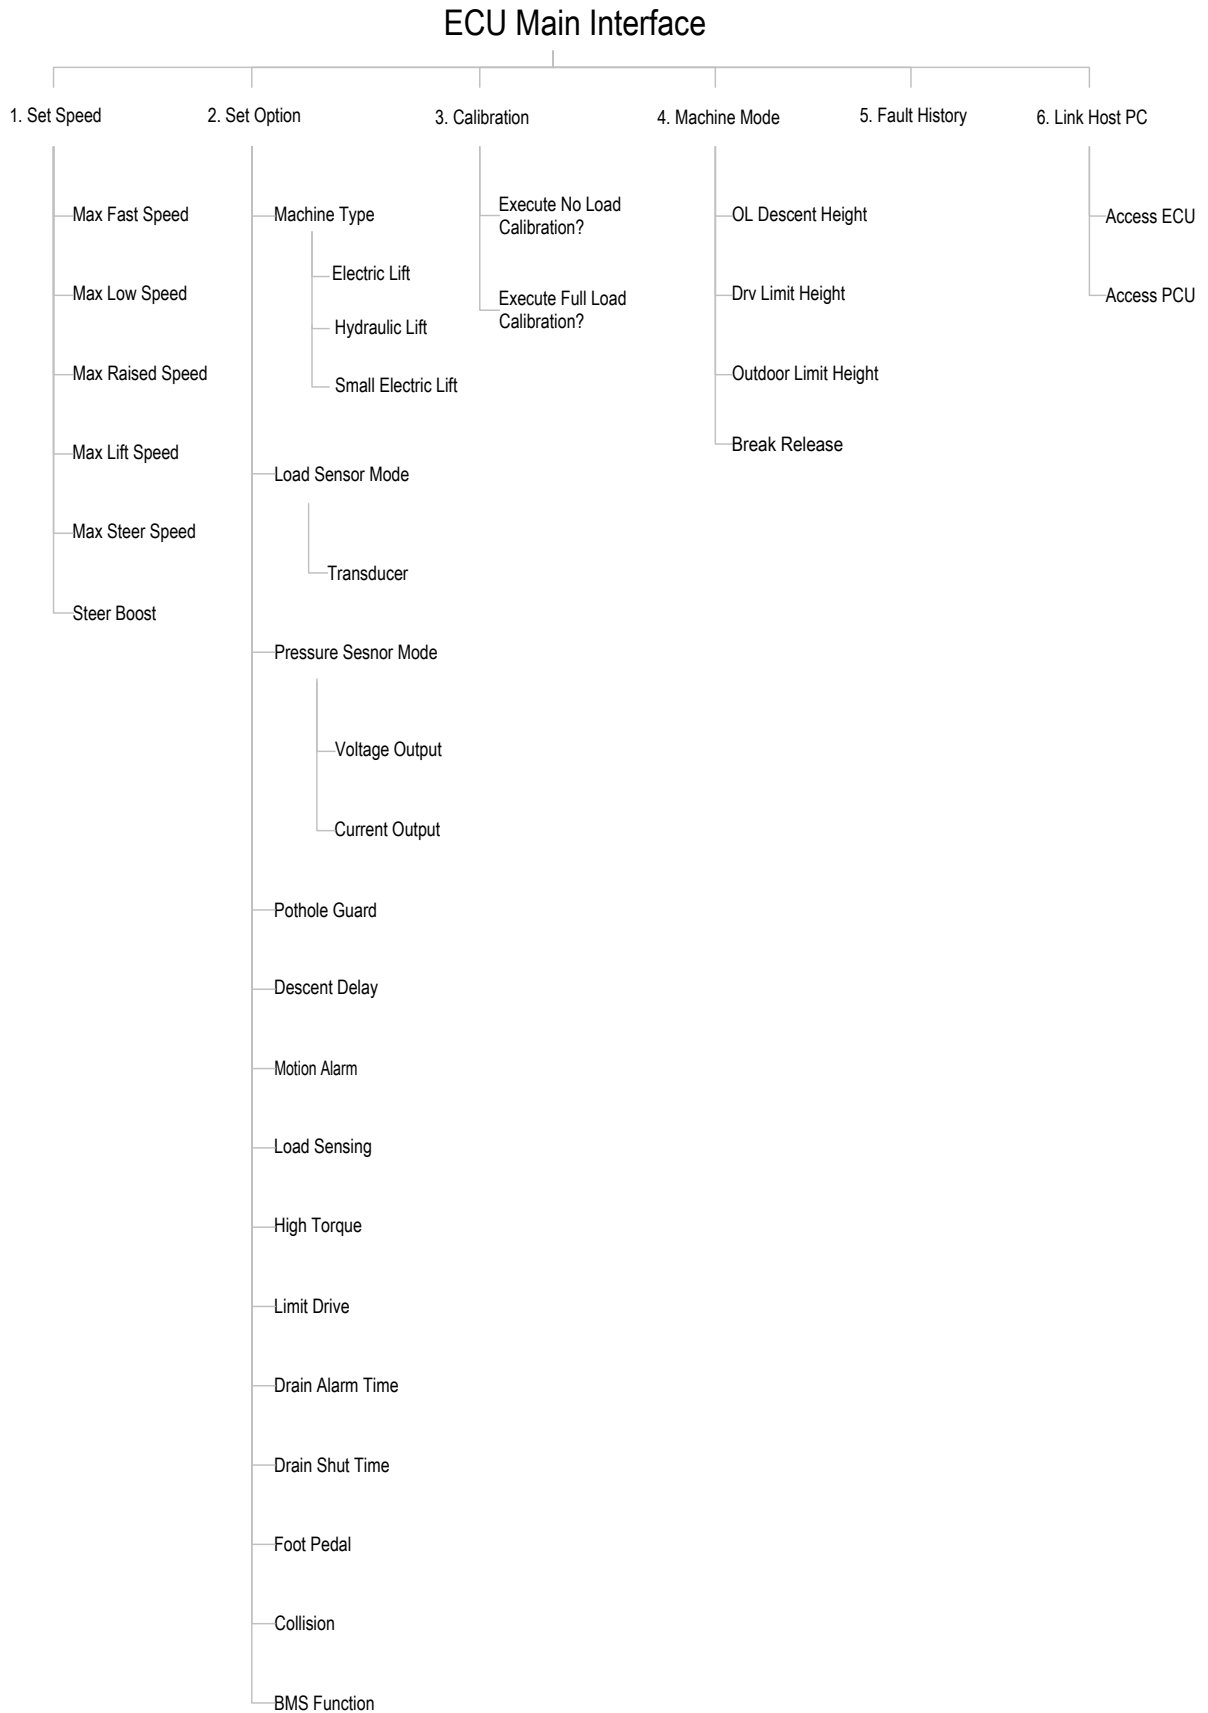 ECU Main Interface
1. Set Speed
Max Fast Speed
Max Low Speed
Max Raised Speed
Max Lift Speed
Max Steer Speed
Steer Boost
2. Set Option
Machine Type
Electric Lift
Hydraulic Lift
Small Electric Lift
Load Sensor Mode
Transducer
Pressure Sesnor Mode
Voltage Output
Current Output
Pothole Guard
Descent Delay
Motion Alarm
Load Sensing
High Torque
Limit Drive
Drain Alarm Time
Drain Shut Time
Foot Pedal
Collision
BMS Function
3. Calibration
Execute No Load
Calibration?
Execute Full Load
Calibration?
4. Machine Mode
OL Descent Height
Drv Limit Height
Outdoor Limit Height
Break Release
5. Fault History
6. Link Host PC
Access ECU
Access PCU